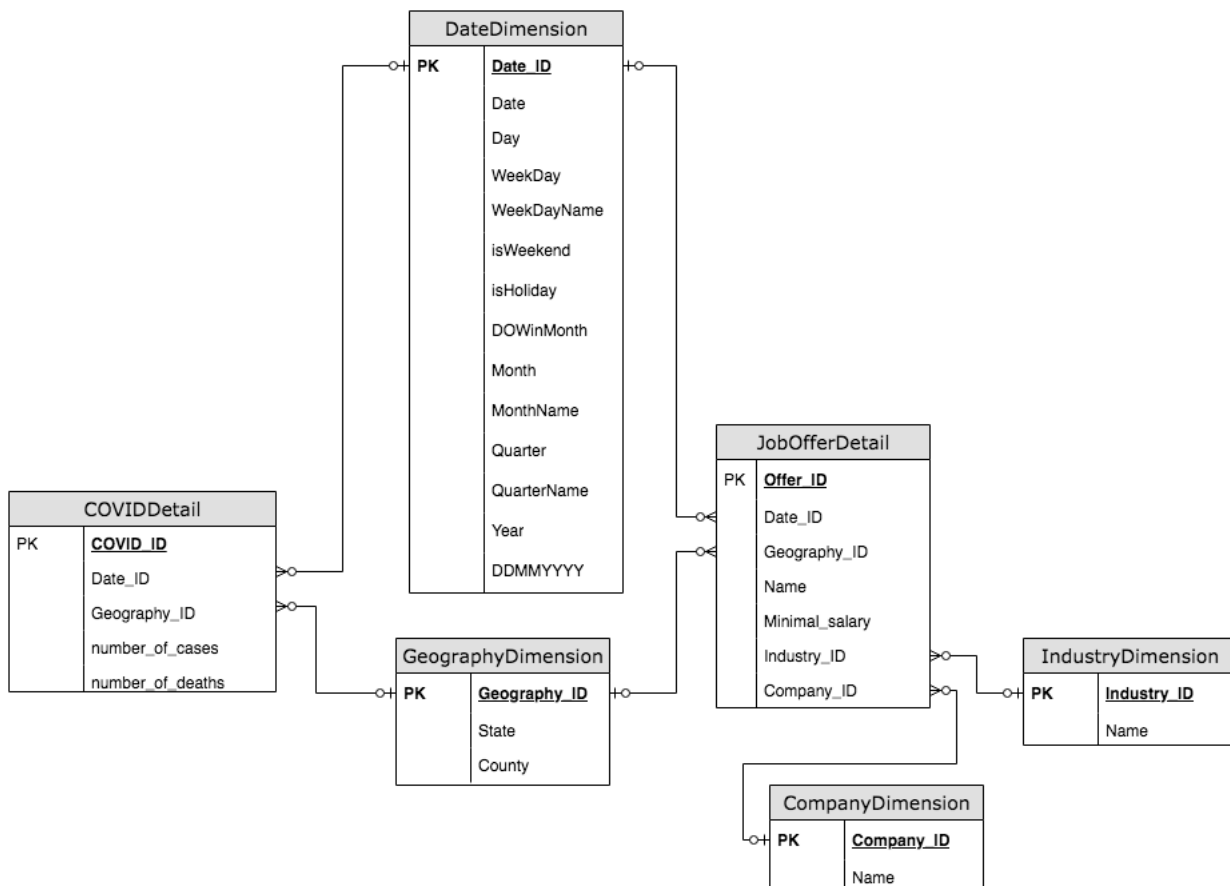 DateDimension
PK Date_ID
Date
Day
WeekDay
WeekDayName
isWeekend
isHoliday
DOWinMonth
Month
MonthName
Quarter
QuarterName
Year
DDMMYYYY
COVIDDetail
PK COVID_ID
Date_ID
Geography_ID
number_of_cases
number_of_deaths
GeographyDimension
PK Geography_ID
State
County
JobOfferDetail
PK Offer_ID
Date_ID
Geography_ID
Name
Minimal_salary
Industry_ID
Company_ID
IndustryDimension
PK Industry_ID
Name
CompanyDimension
PK Company_ID
Name